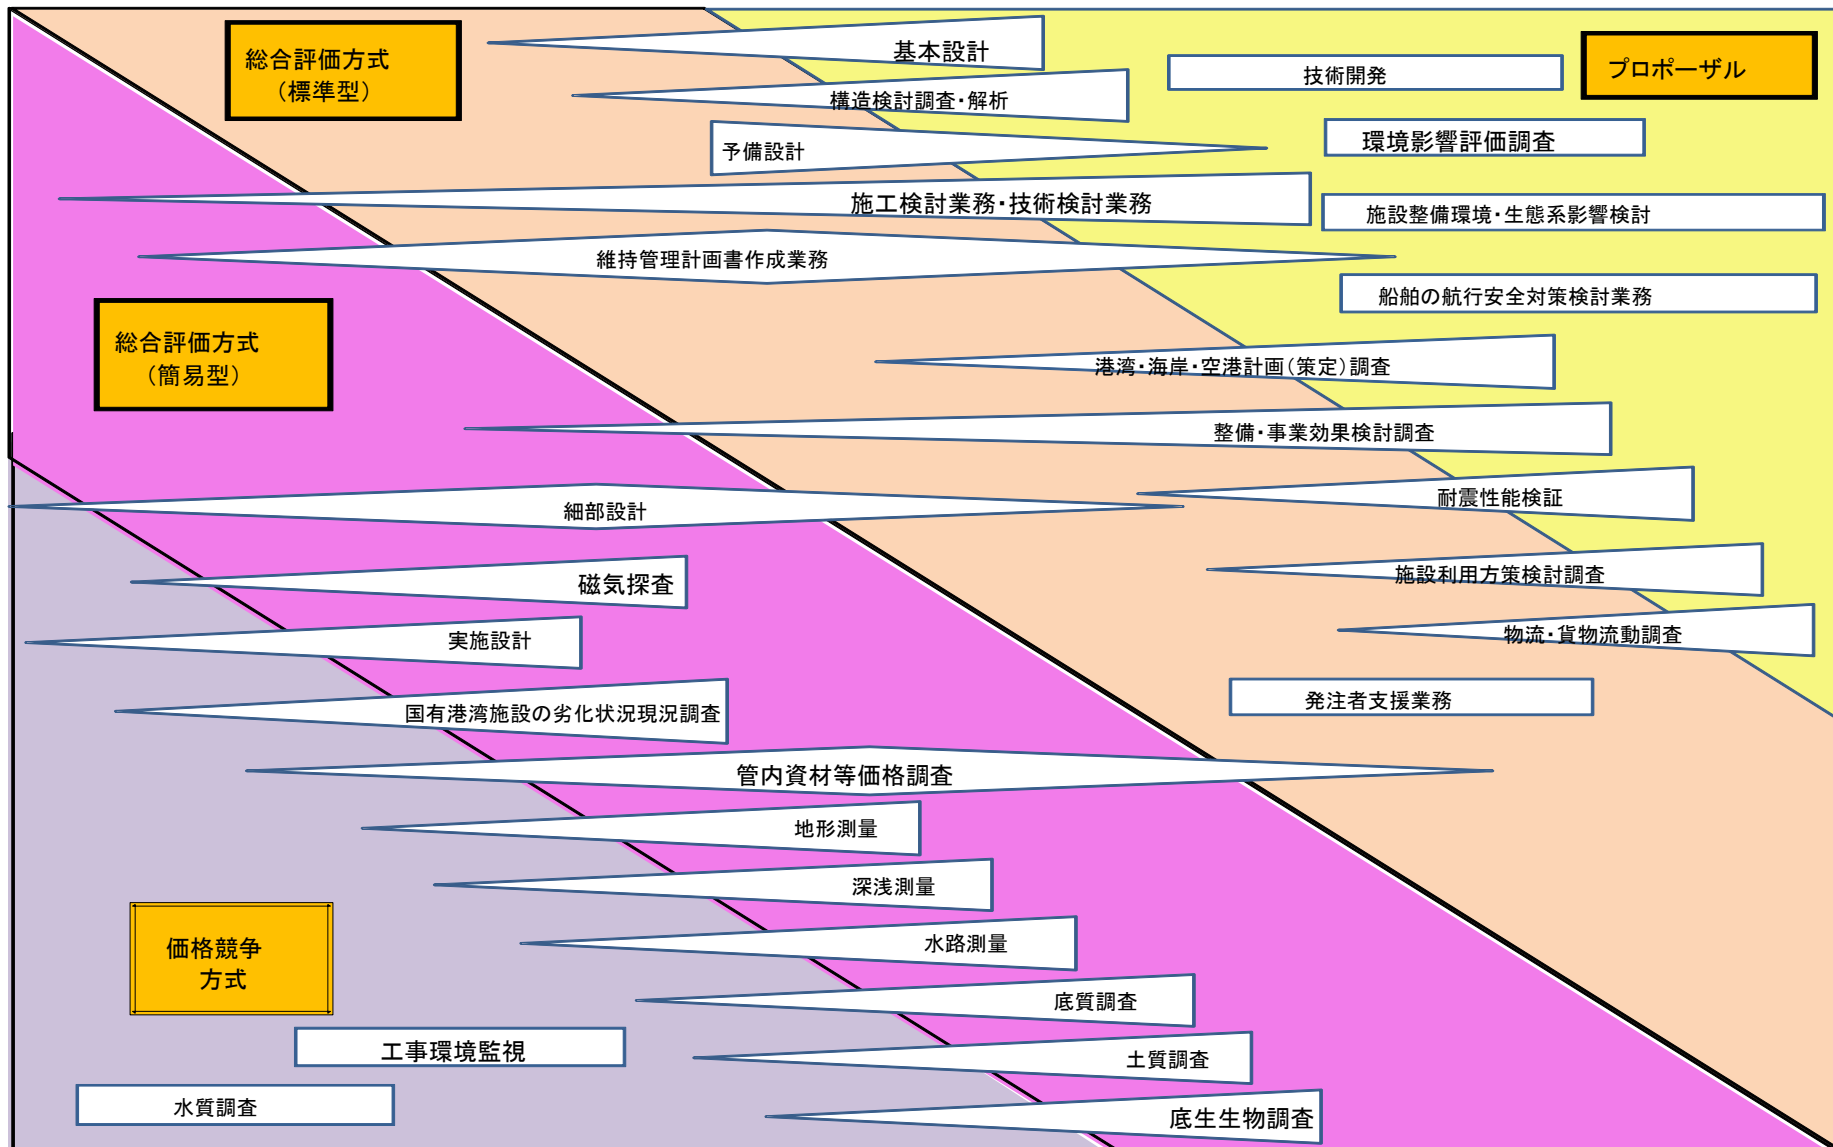 総合評価方式
（標準型）
基本設計
技術開発
プロポーザル
構造検討調査・解析
環境影響評価調査
予備設計
施工検討業務・技術検討業務
施設整備環境・生態系影響検討
維持管理計画書作成業務
船舶の航行安全対策検討業務
総合評価方式
（簡易型）
港湾・海岸・空港計画（策定）調査
整備・事業効果検討調査
耐震性能検証
細部設計
施設利用方策検討調査
磁気探査
物流・貨物流動調査
実施設計
発注者支援業務
国有港湾施設の劣化状況現況調査
管内資材等価格調査
地形測量
深浅測量
価格競争
方式
水路測量
底質調査
工事環境監視
土質調査
水質調査
底生生物調査